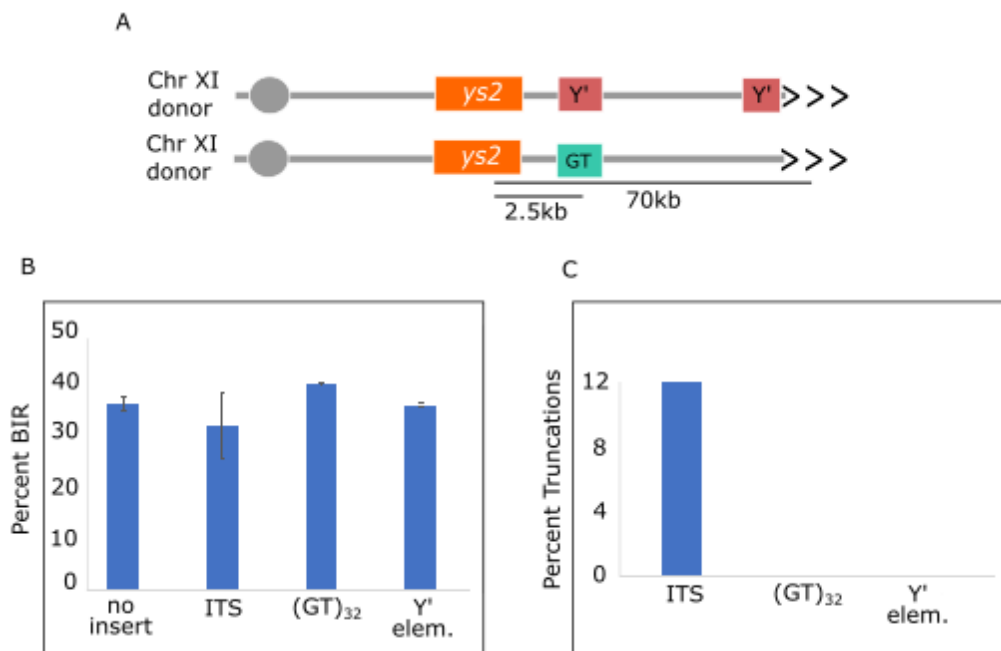 A
Chr XI
donor
ys2
Y'
Y'
>>>
Chr XI
donor
ys2
GT
>>>
2.5kb
70kb
B
Percent BIR
50
40
30
20
10
0
no
insert
ITS
(GT)32
Y'
elem.
C
Percent Truncations
12
8
4
0
ITS
(GT)32
Y'
elem.